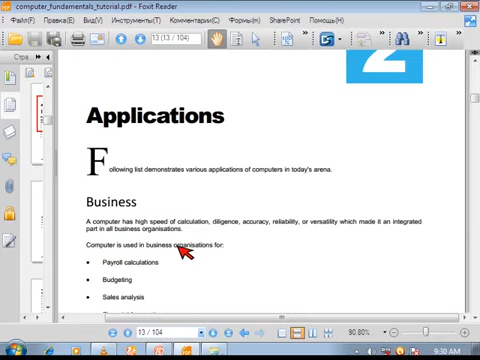 computer_fundamentals_tutorial.pdf - Foxit Reader
Файл(F) Правка(E) Вид(V) Инструменты(T) Комментарии(C) Формы(m) SharePoint Помощь(H)
13 (13 / 104)
Стра...
2
Applications
Following list demonstrates various applications of computers in today's arena.
Business
A computer has high speed of calculation, diligence, accuracy, reliability, or versatility which made it an integrated
part in all business organisations.
Computer is used in business organisations for:
• Payroll calculations
• Budgeting
• Sales analysis
13 / 104
90.80%
9:30 AM